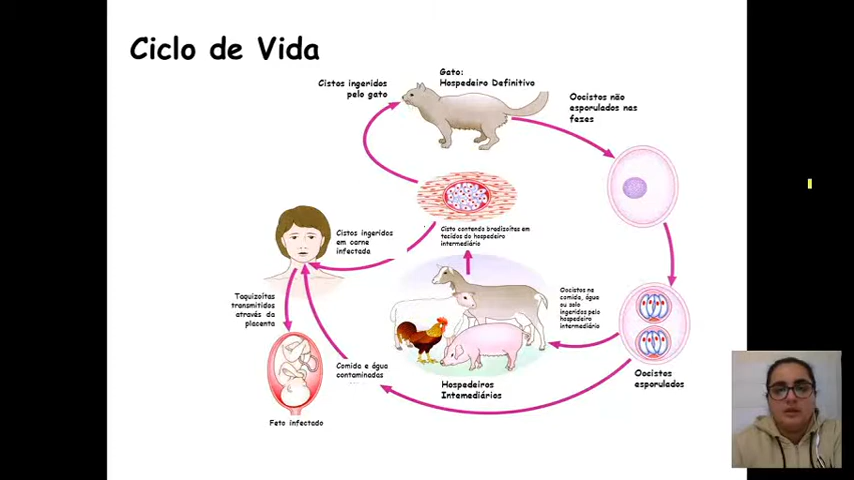 Ciclo de Vida
Cistos ingeridos
pelo gato
Gato:
Hospedeiro Definitivo
Oocistos não
esporulados nas
fezes
Cistos ingeridos
em carne
infectada
Cisto contendo bradizoítas em
tecidos do hospedeiro
intermediário
Taquizoítas
transmitidos
através da
placenta
Oocistos na
comida, água
ou solo
ingeridos pelo
hospedeiro
intermediário
Comida e água
contaminadas
Hospedeiros
Intemediários
Oocistos
esporulados
Feto infectado